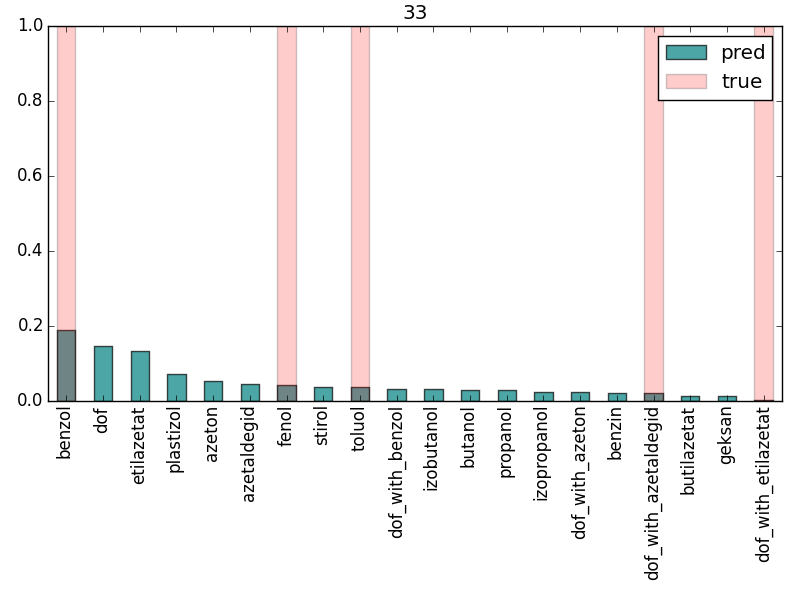 33
1.0
0.8
0.6
0.4
0.2
0.0
pred
true
benzol
dof
etilazetat
plastizol
azeton
azetaldegid
fenol
stirol
toluol
dof_with_benzol
izobutanol
butanol
propanol
izopropanol
dof_with_azeton
benzin
dof_with_azetaldegid
butilazetat
geksan
dof_with_etilazetat